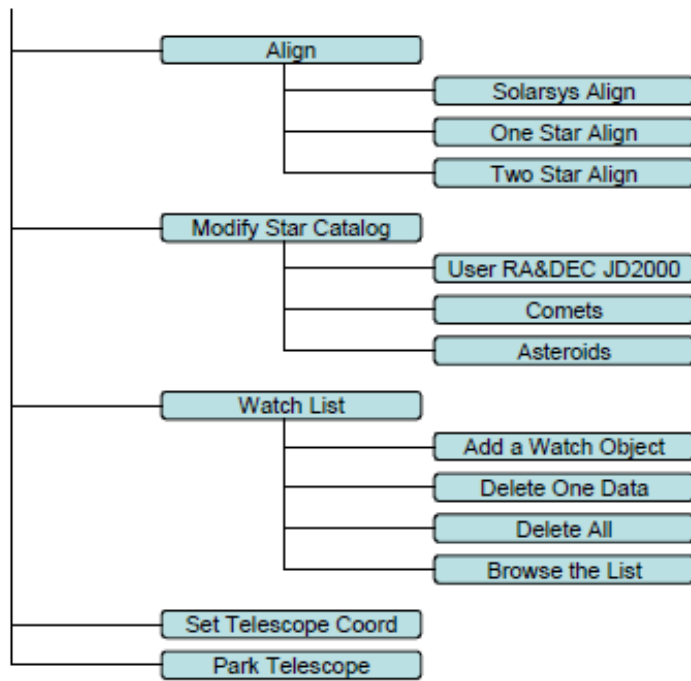 Align
Solarsys Align
One Star Align
Two Star Align
Modify Star Catalog
User RA&DEC JD2000
Comets
Asteroids
Watch List
Add a Watch Object
Delete One Data
Delete All
Browse the List
Set Telescope Coord
Park Telescope